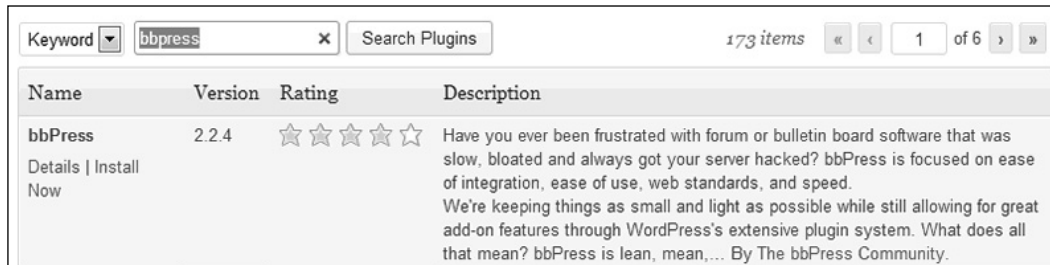 Keyword bbpress × Search Plugins 173 items « ‹ 1 of 6 › »
Name Version Rating Description
bbPress 2.2.4 Have you ever been frustrated with forum or bulletin board software that was
Details | Install slow, bloated and always got your server hacked? bbPress is focused on ease
Now of integration, ease of use, web standards, and speed.
We're keeping things as small and light as possible while still allowing for great
add-on features through WordPress's extensive plugin system. What does all
that mean? bbPress is lean, mean,... By The bbPress Community.